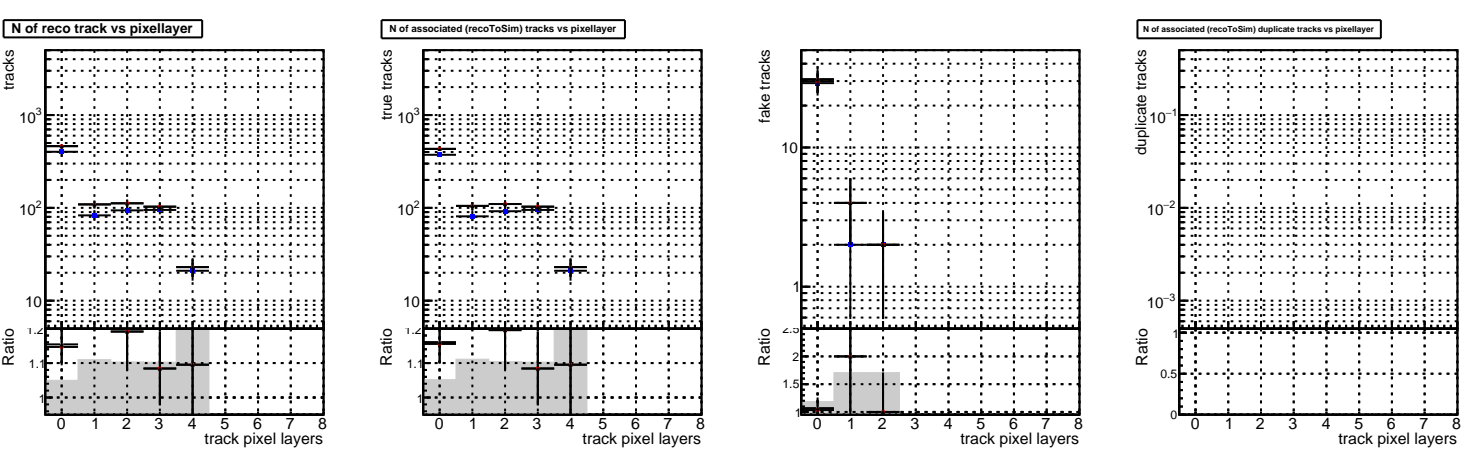 N of reco track vs pixellayer
tracks
10³
10²
10
Ratio
1.2
1.1
1
0 1 2 3 4 5 6 7 8
track pixel layers
N of associated (recoToSim) tracks vs pixellayer
true tracks
10³
10²
10
Ratio
1.2
1.1
1
0 1 2 3 4 5 6 7 8
track pixel layers
fake tracks
10
1
Ratio
2.5
2
1.5
1
0 1 2 3 4 5 6 7 8
track pixel layers
N of associated (recoToSim) duplicate tracks vs pixellayer
duplicate tracks
10⁻¹
10⁻²
10⁻³
Ratio
1
0.5
0
0 1 2 3 4 5 6 7 8
track pixel layers